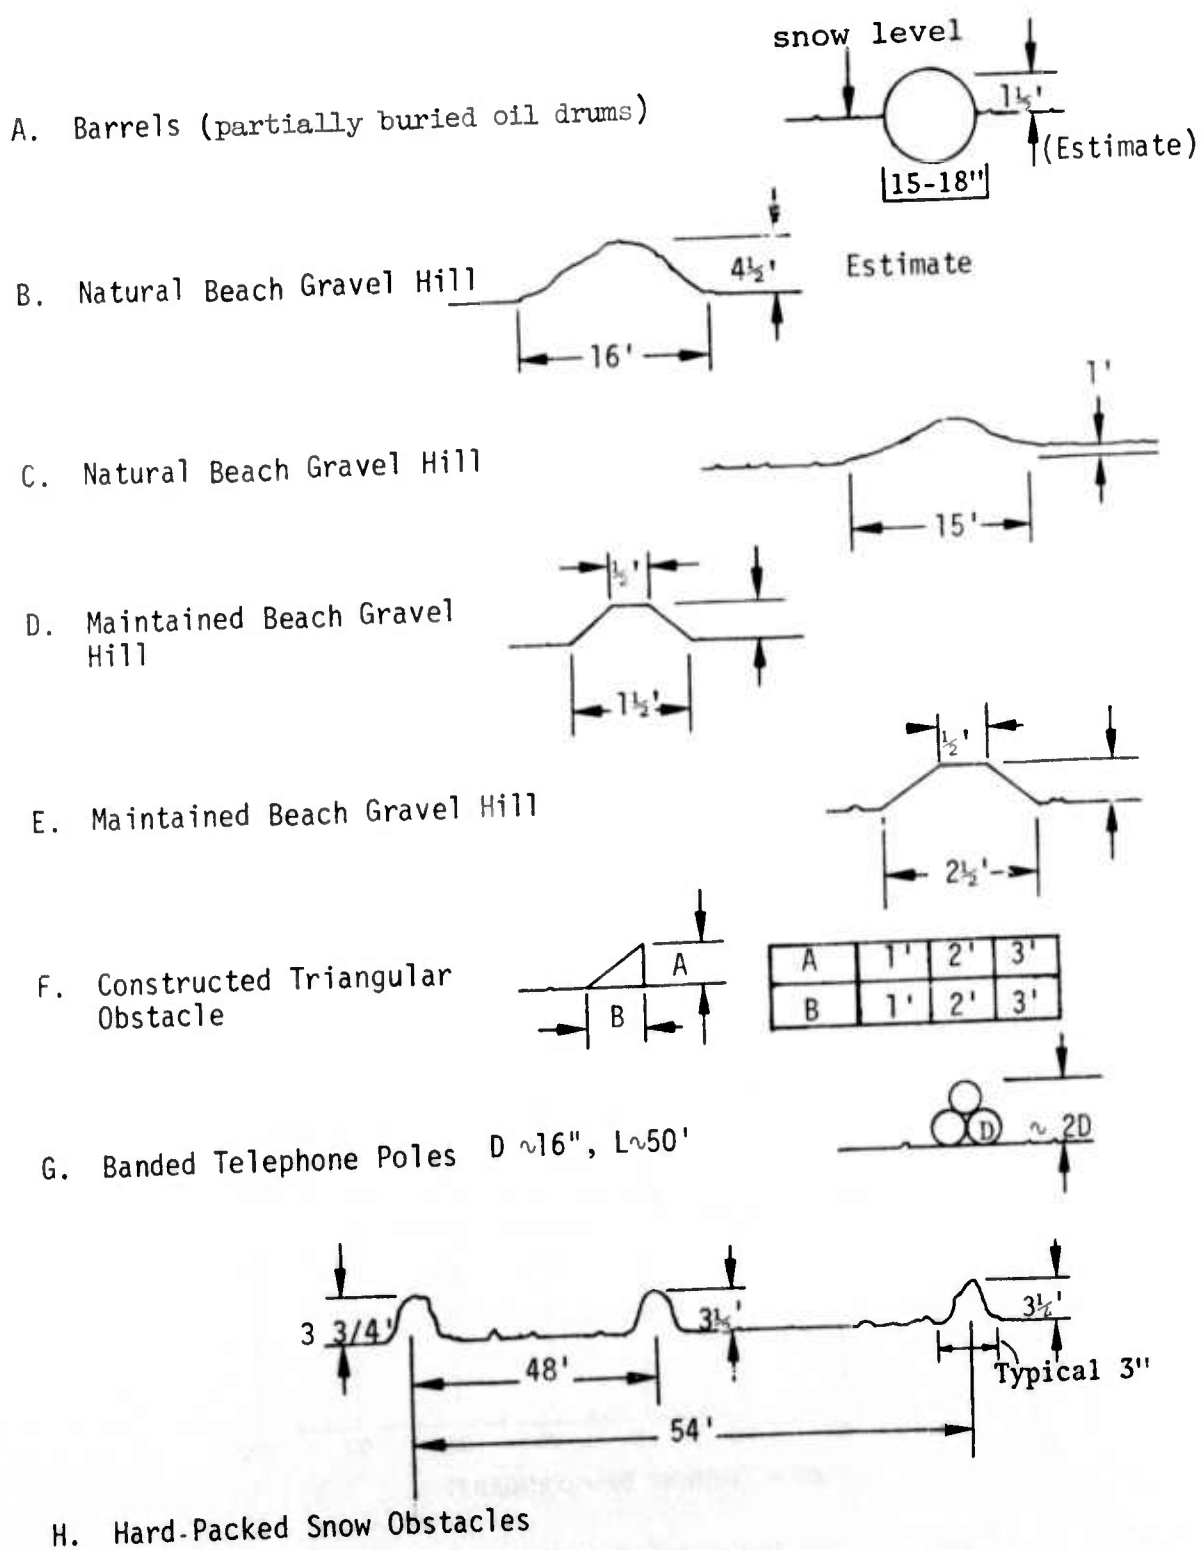 snow level
A. Barrels (partially buried oil drums)
1½'
(Estimate)
15-18"
B. Natural Beach Gravel Hill
4½'
Estimate
16'
1'
C. Natural Beach Gravel Hill
15'
½'
D. Maintained Beach Gravel
Hill
1½'
½'
E. Maintained Beach Gravel Hill
2½'
F. Constructed Triangular
Obstacle
A
B
A 1' 2' 3'
B 1' 2' 3'
G. Banded Telephone Poles D ~16", L~50'
D
~ 2D
3 3/4'
3½'
3½'
48'
Typical 3"
54'
H. Hard-Packed Snow Obstacles